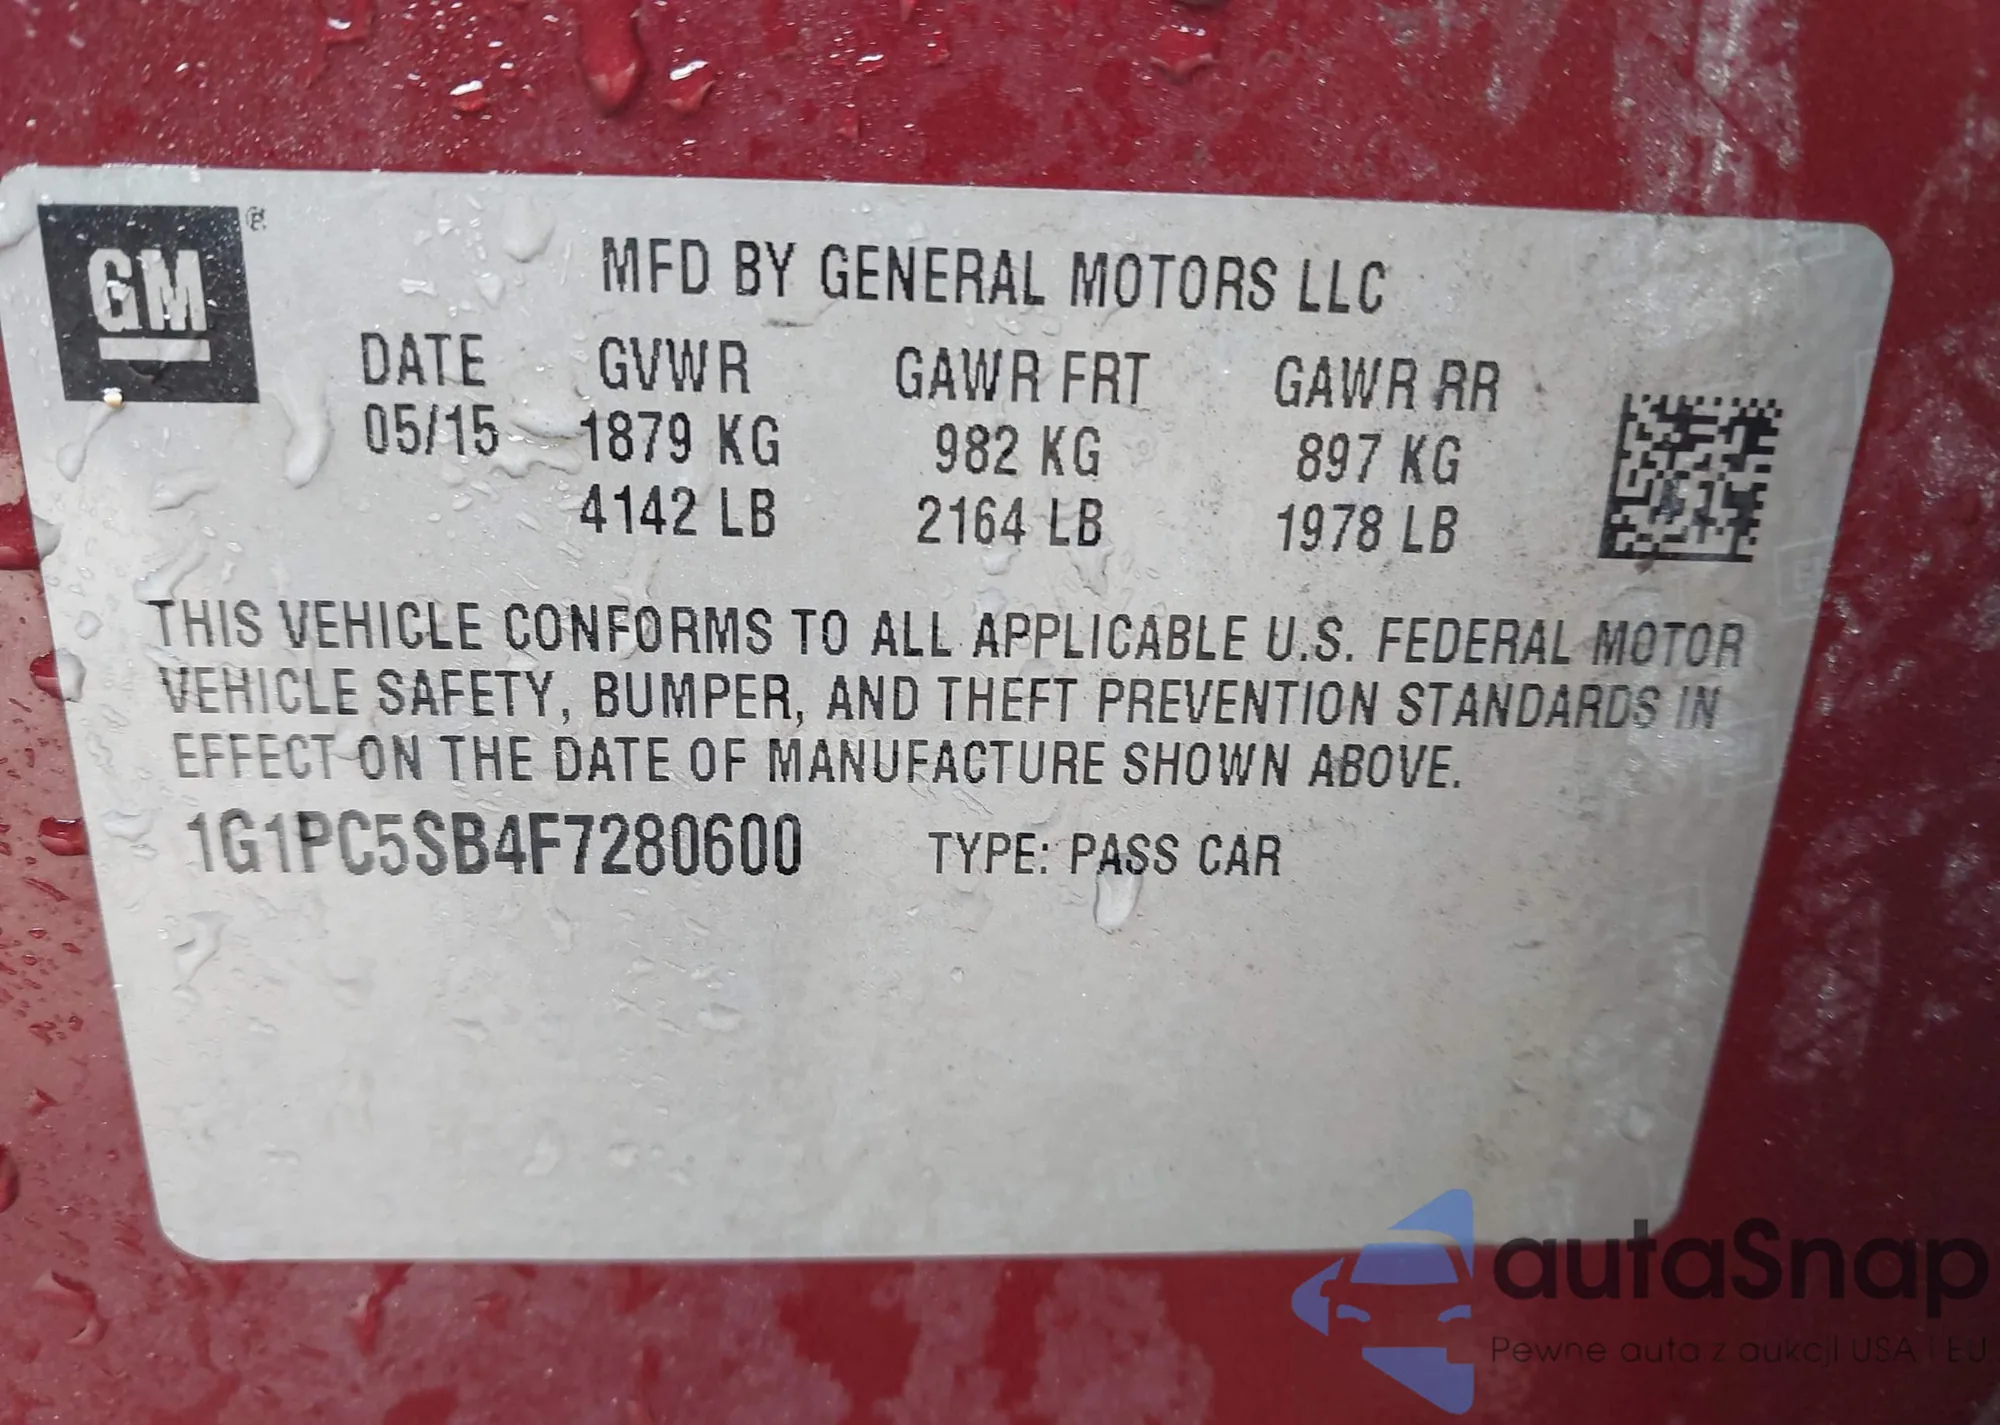 GM ®
MFD BY GENERAL MOTORS LLC
DATE GVWR GAWR FRT GAWR RR
05/15 1879 KG 982 KG 897 KG
4142 LB 2164 LB 1978 LB
THIS VEHICLE CONFORMS TO ALL APPLICABLE U.S. FEDERAL MOTOR
VEHICLE SAFETY, BUMPER, AND THEFT PREVENTION STANDARDS IN
EFFECT ON THE DATE OF MANUFACTURE SHOWN ABOVE.
1G1PC5SB4F7280600 TYPE: PASS CAR
autaSnap
Pewne auta z aukcji USA i EU